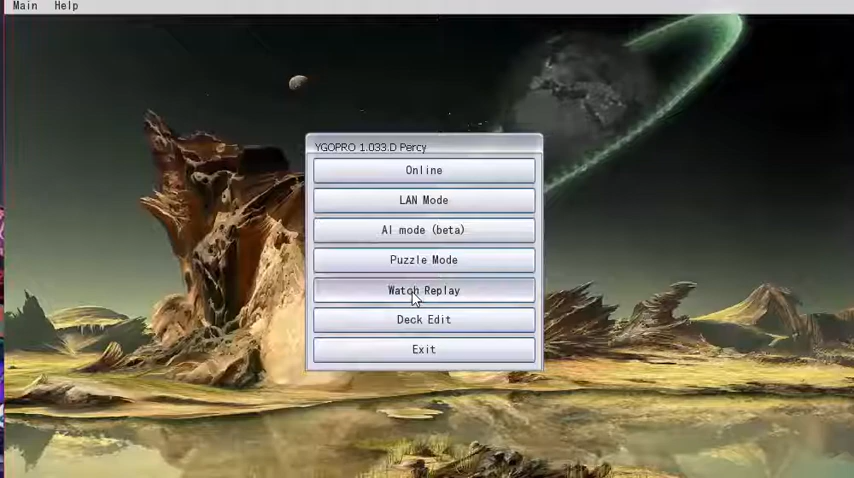 Main Help
YGOPRO 1.033.D Percy
Online
LAN Mode
AI mode (beta)
Puzzle Mode
Watch Replay
Deck Edit
Exit